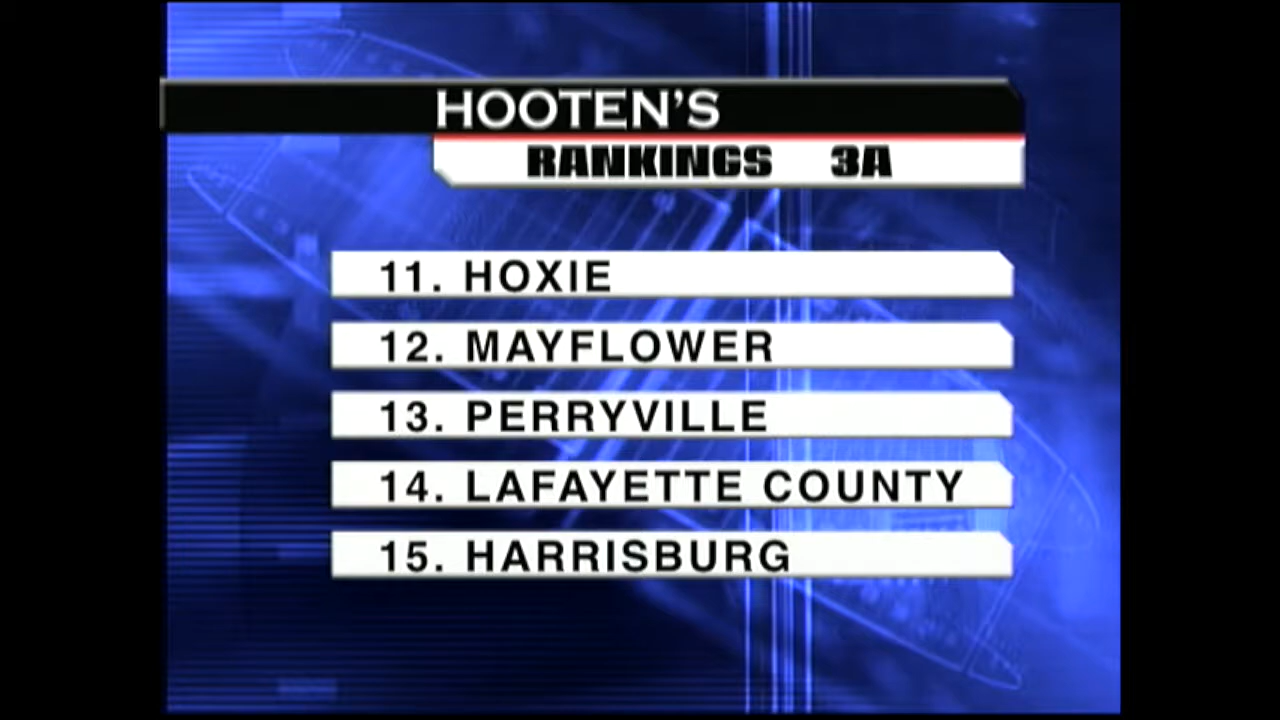 HOOTEN'S
RANKINGS 3A
11. HOXIE
12. MAYFLOWER
13. PERRYVILLE
14. LAFAYETTE COUNTY
15. HARRISBURG